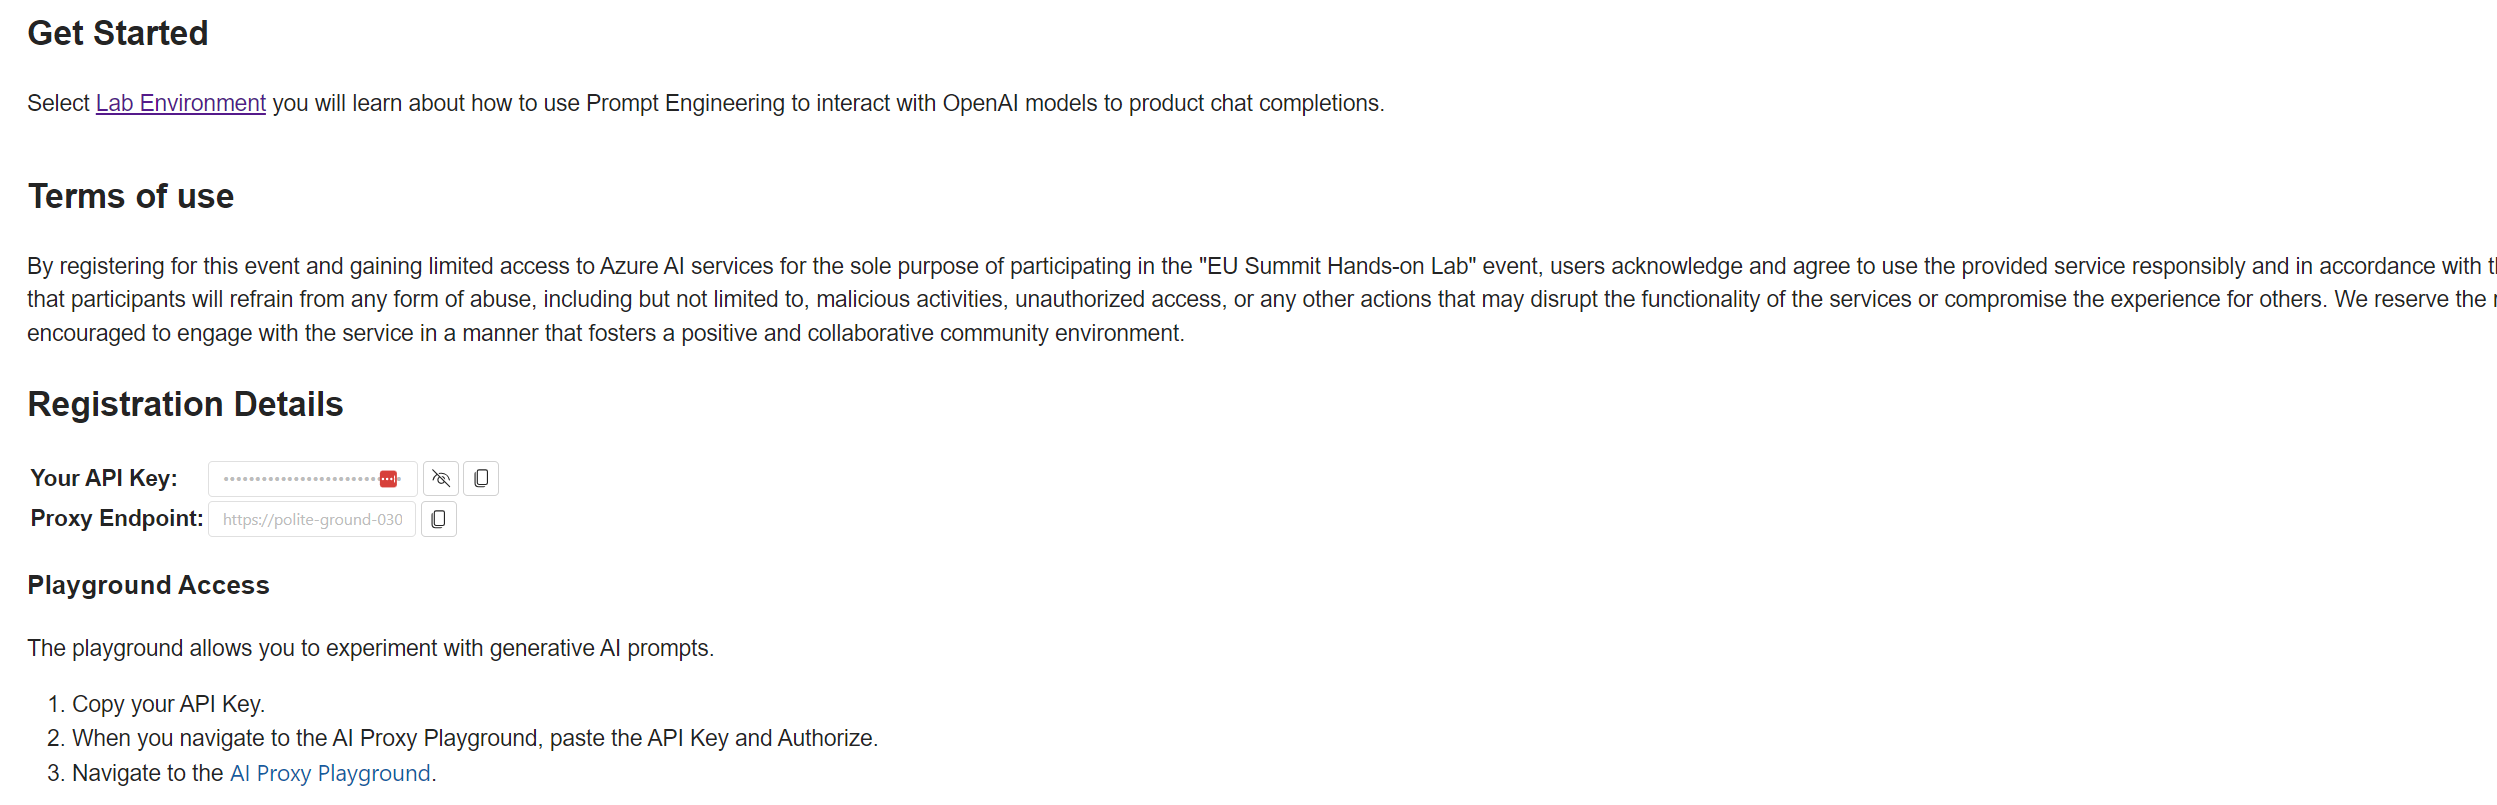 Get Started
Select Lab Environment you will learn about how to use Prompt Engineering to interact with OpenAI models to product chat completions.
Terms of use
By registering for this event and gaining limited access to Azure AI services for the sole purpose of participating in the "EU Summit Hands-on Lab" event, users acknowledge and agree to use the provided service responsibly and in accordance with
that participants will refrain from any form of abuse, including but not limited to, malicious activities, unauthorized access, or any other actions that may disrupt the functionality of the services or compromise the experience for others. We reserve the
encouraged to engage with the service in a manner that fosters a positive and collaborative community environment.
Registration Details
Your API Key:
Proxy Endpoint: https://polite-ground-030
Playground Access
The playground allows you to experiment with generative AI prompts.
1. Copy your API Key.
2. When you navigate to the AI Proxy Playground, paste the API Key and Authorize.
3. Navigate to the AI Proxy Playground.